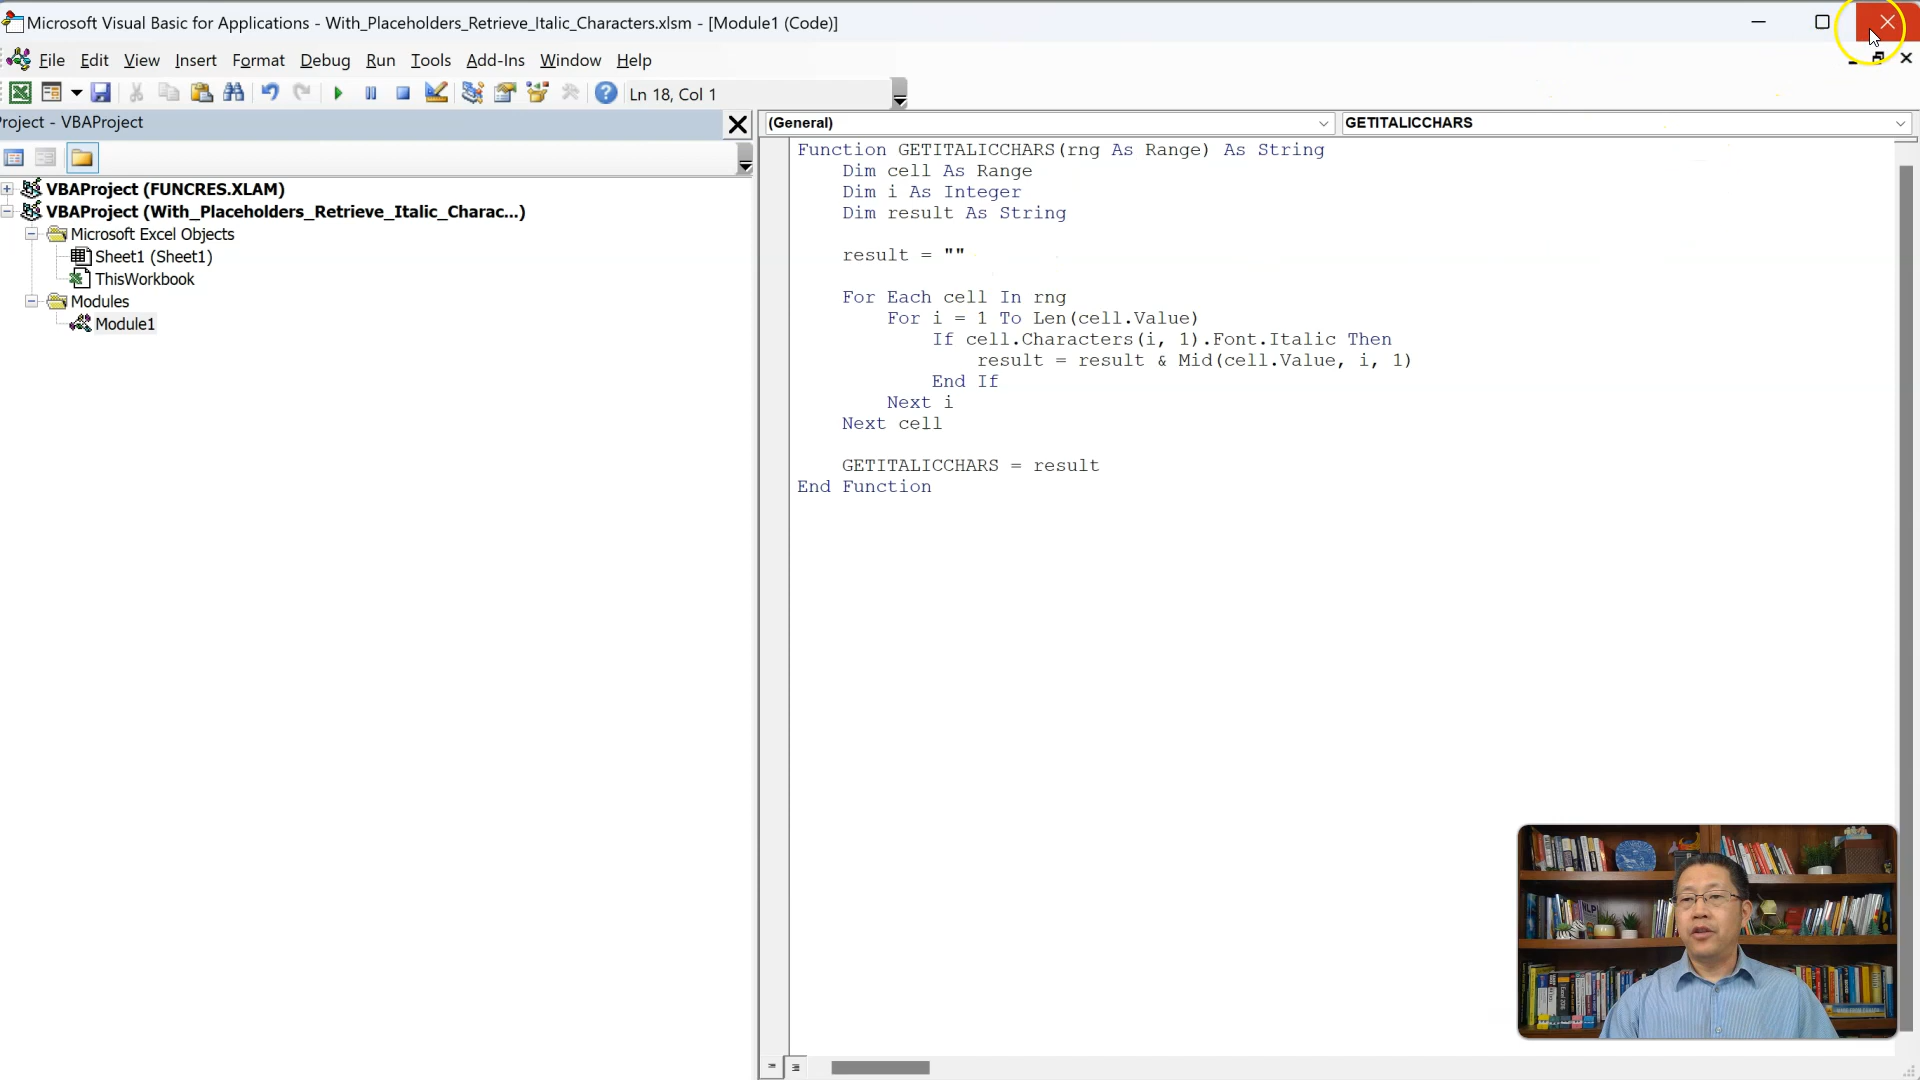 Microsoft Visual Basic for Applications - With_Placeholders_Retrieve_Italic_Characters.xlsm - [Module1 (Code)]
File Edit View Insert Format Debug Run Tools Add-Ins Window Help
Ln 18, Col 1
roject - VBAProject
(General)
GETITALICCHARS
VBAProject (FUNCRES.XLAM)
VBAProject (With_Placeholders_Retrieve_Italic_Charac...)
Microsoft Excel Objects
Sheet1 (Sheet1)
ThisWorkbook
Modules
Module1
Function GETITALICCHARS(rng As Range) As String
Dim cell As Range
Dim i As Integer
Dim result As String
result = ""
For Each cell In rng
For i = 1 To Len(cell.Value)
If cell.Characters(i, 1).Font.Italic Then
result = result & Mid(cell.Value, i, 1)
End If
Next i
Next cell
GETITALICCHARS = result
End Function